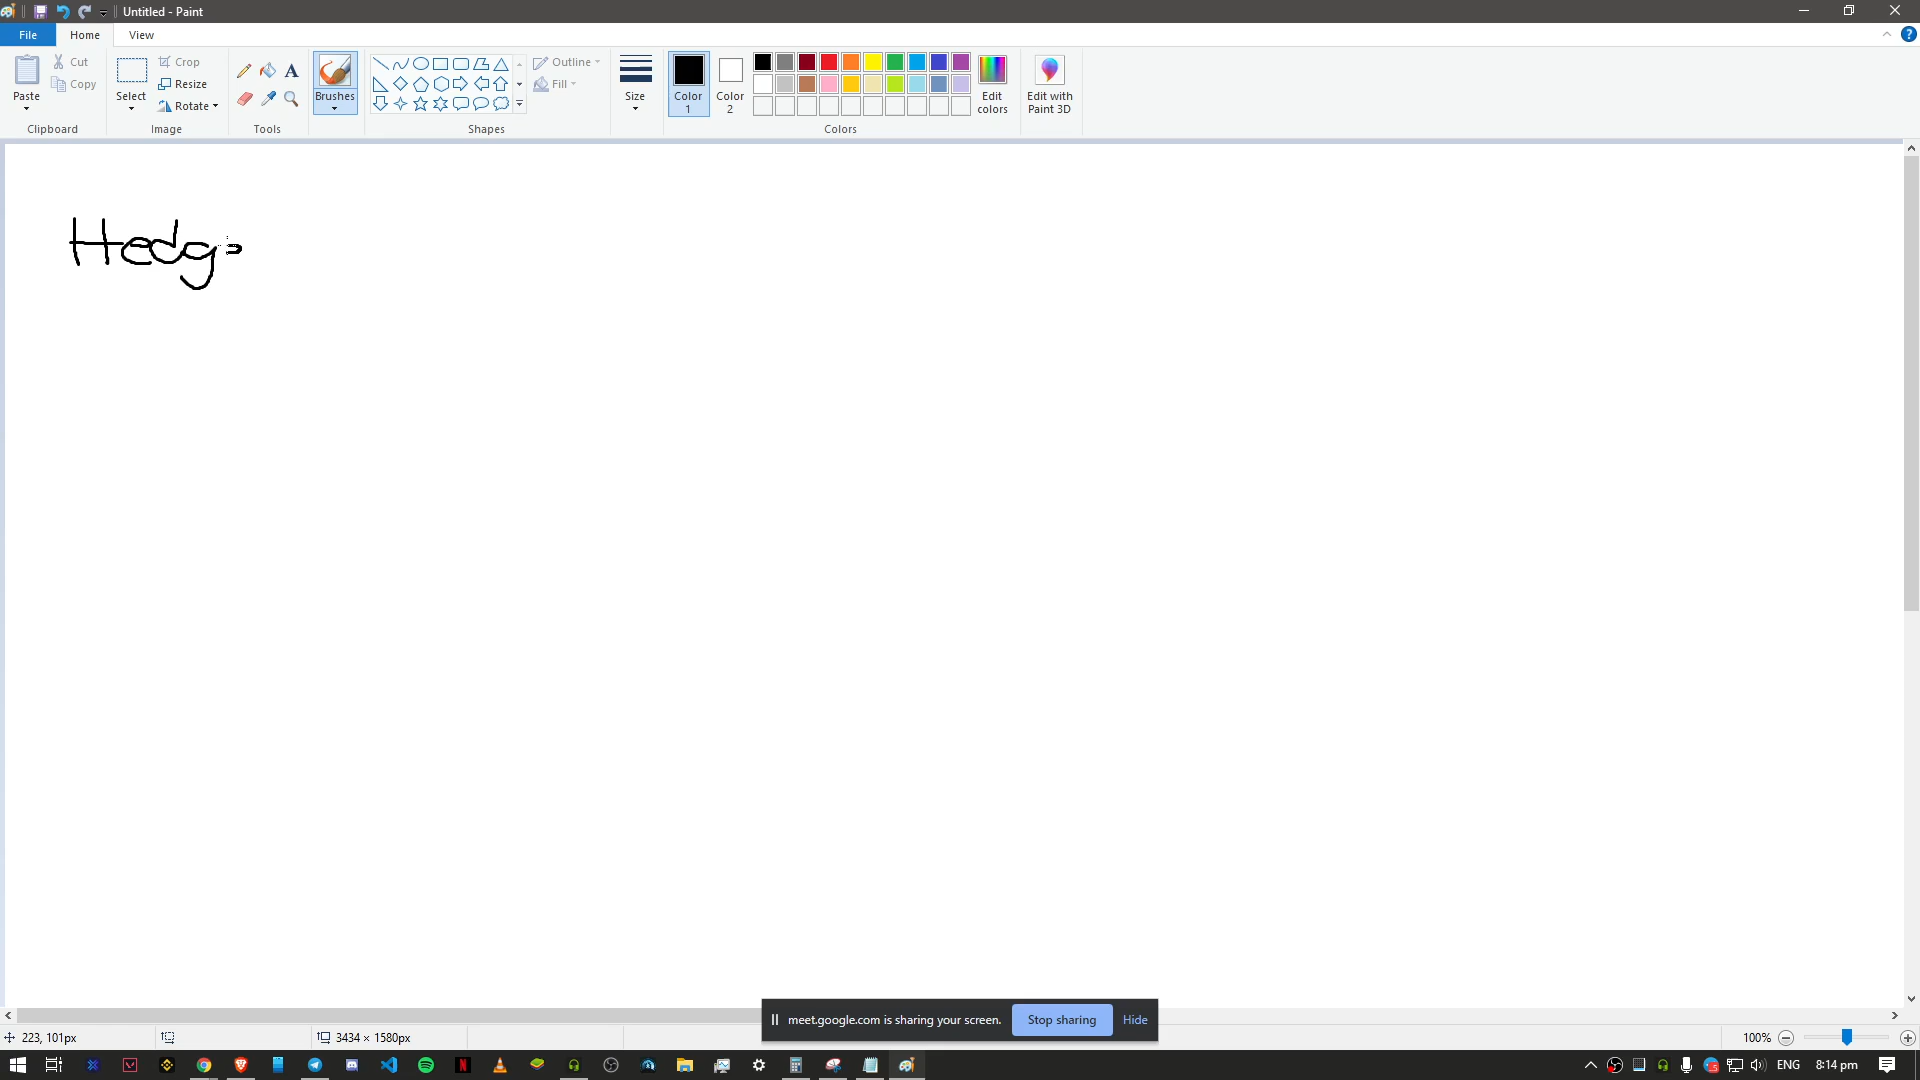 Untitled - Paint
File Home View
Paste Cut Copy Clipboard
Select Crop Resize Rotate Image
Tools
Brushes
Outline Fill Shapes
Size
Color 1 Color 2 Edit colors Colors
Edit with Paint 3D
Hedg
meet.google.com is sharing your screen. Stop sharing Hide
223, 101px 3434 × 1580px 100%
ENG 8:14 pm